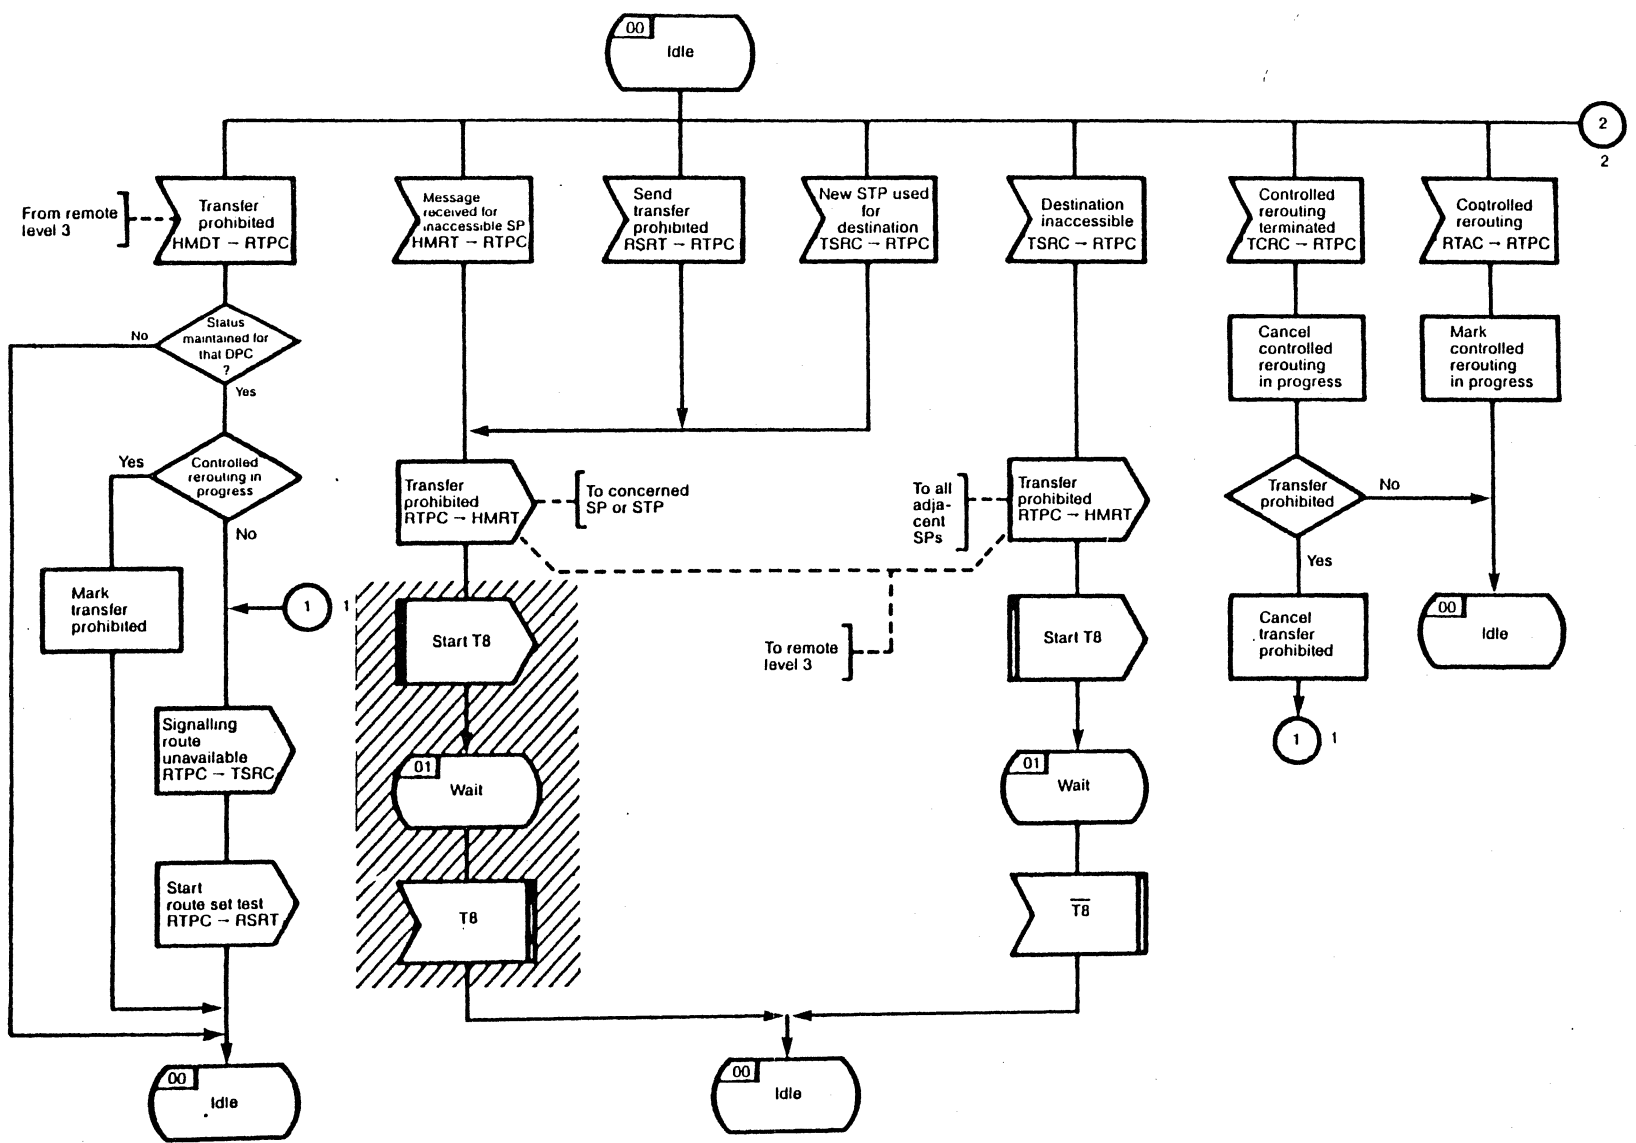 00
Idle
2
2
From remote
level 3
Transfer
prohibited
HMDT → RTPC
Message
received for
inaccessible SP
HMRT → RTPC
Send
transfer
prohibited
RSRT → RTPC
New STP used
for
destination
TSRC → RTPC
Destination
inaccessible
TSRC → RTPC
Controlled
rerouting
terminated
TCRC → RTPC
Controlled
rerouting
RTAC → RTPC
Status
maintained for
that DPC
?
No
Yes
Cancel
controlled
rerouting
in progress
Mark
controlled
rerouting
in progress
Controlled
rerouting in
progress
Yes
No
Transfer
prohibited
RTPC → HMRT
To concerned
SP or STP
To all
adja-
cent
SPs
Transfer
prohibited
RTPC → HMRT
Transfer
prohibited
No
Yes
Mark
transfer
prohibited
1
1
Start T8
To remote
level 3
Start T8
Cancel
transfer
prohibited
00
Idle
Signalling
route
unavailable
RTPC → TSRC
01
Wait
01
Wait
1
1
Start
route set test
RTPC → RSRT
T8
T̅8̅
00
Idle
00
Idle